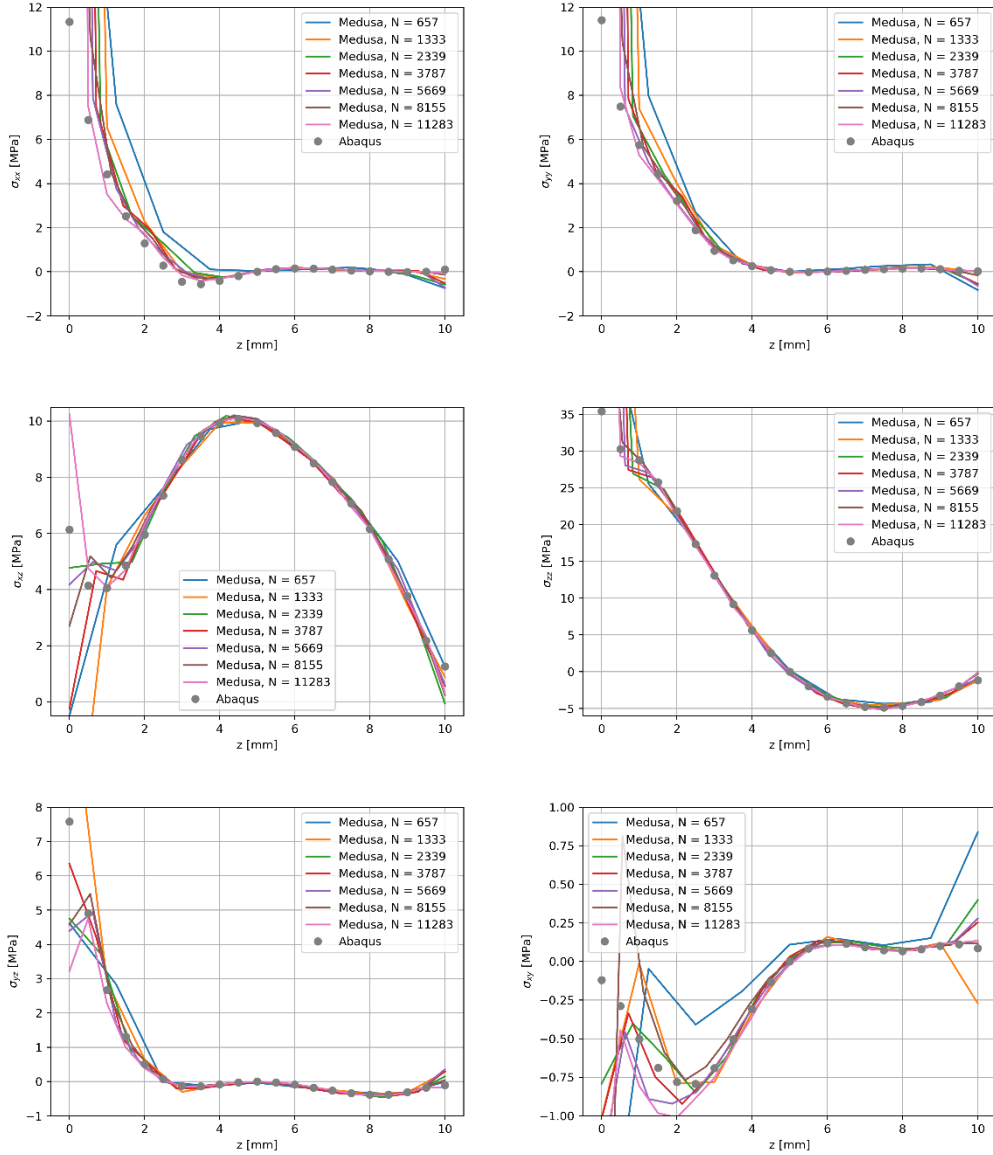 12
10
8
6
4
2
0
−2
σxx [MPa]
0
2
4
6
8
10
z [mm]
Medusa, N = 657
Medusa, N = 1333
Medusa, N = 2339
Medusa, N = 3787
Medusa, N = 5669
Medusa, N = 8155
Medusa, N = 11283
Abaqus
12
10
8
6
4
2
0
−2
σyy [MPa]
0
2
4
6
8
10
z [mm]
Medusa, N = 657
Medusa, N = 1333
Medusa, N = 2339
Medusa, N = 3787
Medusa, N = 5669
Medusa, N = 8155
Medusa, N = 11283
Abaqus
10
8
6
4
2
0
σxz [MPa]
0
2
4
6
8
10
z [mm]
Medusa, N = 657
Medusa, N = 1333
Medusa, N = 2339
Medusa, N = 3787
Medusa, N = 5669
Medusa, N = 8155
Medusa, N = 11283
Abaqus
35
30
25
20
15
10
5
0
−5
σzz [MPa]
0
2
4
6
8
10
z [mm]
Medusa, N = 657
Medusa, N = 1333
Medusa, N = 2339
Medusa, N = 3787
Medusa, N = 5669
Medusa, N = 8155
Medusa, N = 11283
Abaqus
8
7
6
5
4
3
2
1
0
−1
σyz [MPa]
0
2
4
6
8
10
z [mm]
Medusa, N = 657
Medusa, N = 1333
Medusa, N = 2339
Medusa, N = 3787
Medusa, N = 5669
Medusa, N = 8155
Medusa, N = 11283
Abaqus
1.00
0.75
0.50
0.25
0.00
−0.25
−0.50
−0.75
−1.00
σxy [MPa]
0
2
4
6
8
10
z [mm]
Medusa, N = 657
Medusa, N = 1333
Medusa, N = 2339
Medusa, N = 3787
Medusa, N = 5669
Medusa, N = 8155
Medusa, N = 11283
Abaqus